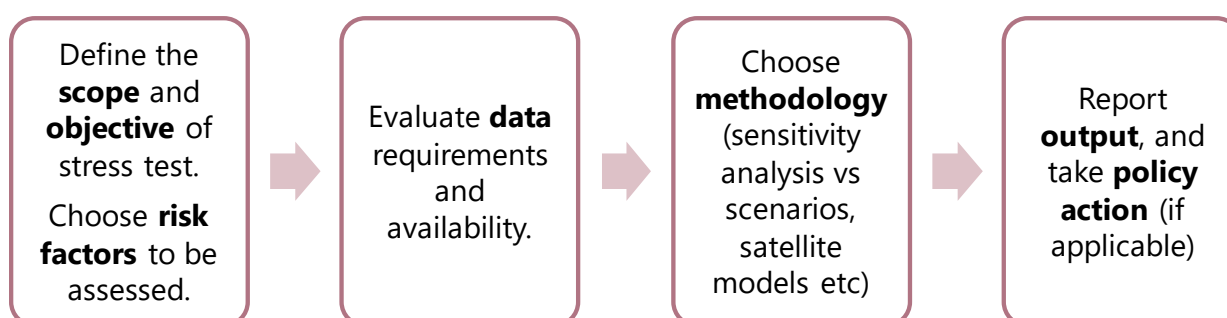 Define the
scope and
objective of
stress test.
Choose risk
factors to be
assessed.
Evaluate data
requirements
and
availability.
Choose
methodology
(sensitivity
analysis vs
scenarios,
satellite
models etc)
Report
output, and
take policy
action (if
applicable)